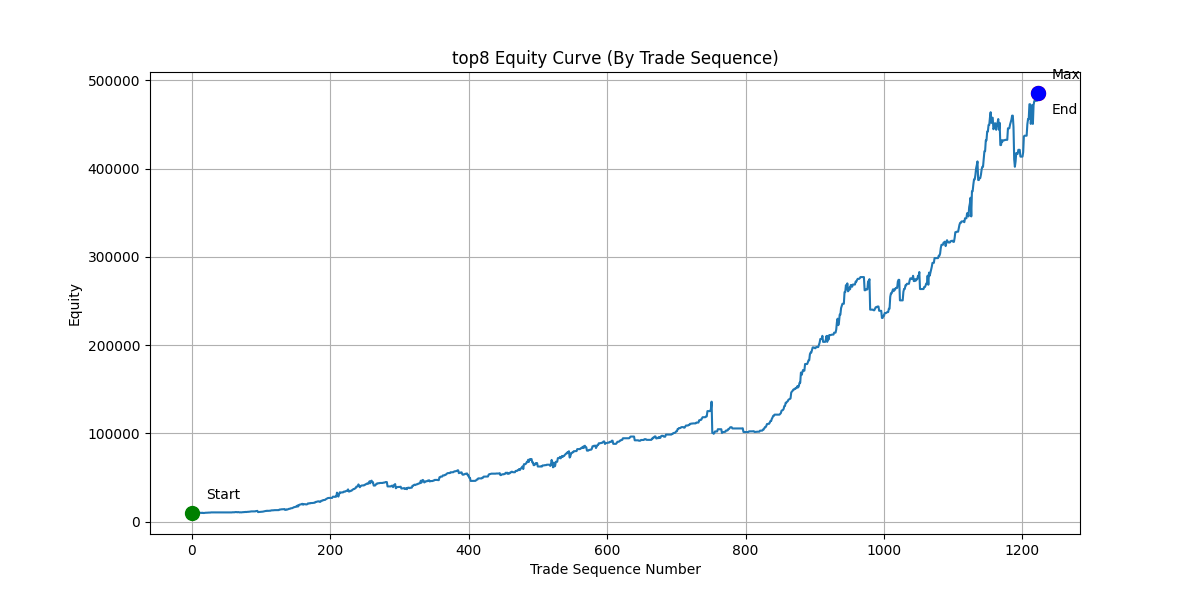 top8 Equity Curve (By Trade Sequence)
Max
500000
End
400000
300000
Equity
200000
100000
Start
0
0 200 400 600 800 1000 1200
Trade Sequence Number